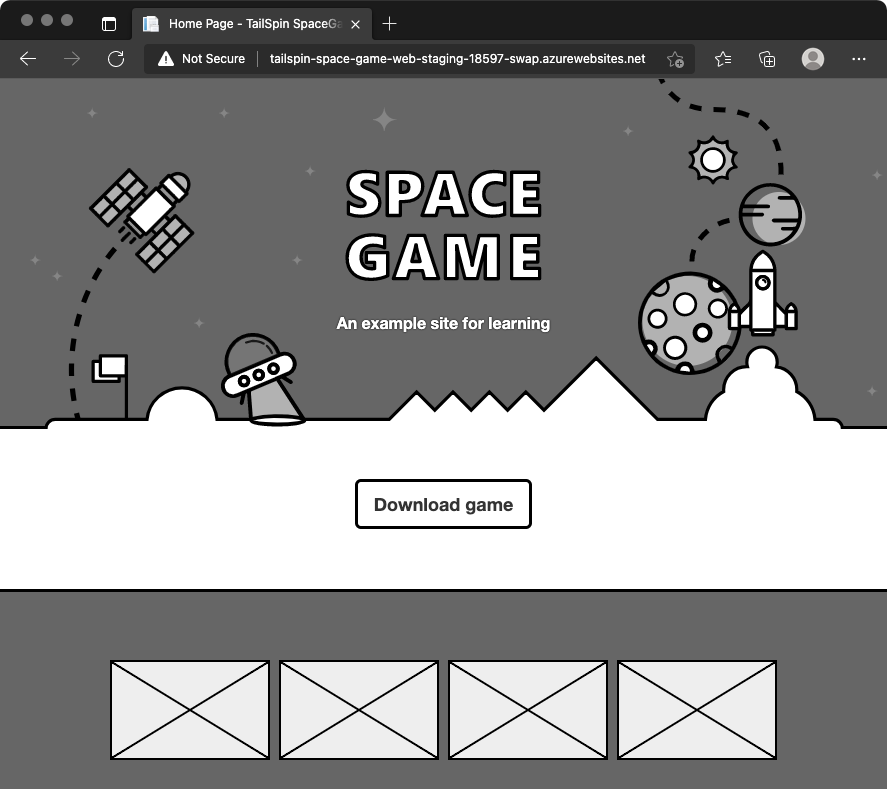 Home Page - TailSpin SpaceGa
Not Secure
tailspin-space-game-web-staging-18597-swap.azurewebsites.net
SPACE
GAME
An example site for learning
Download game